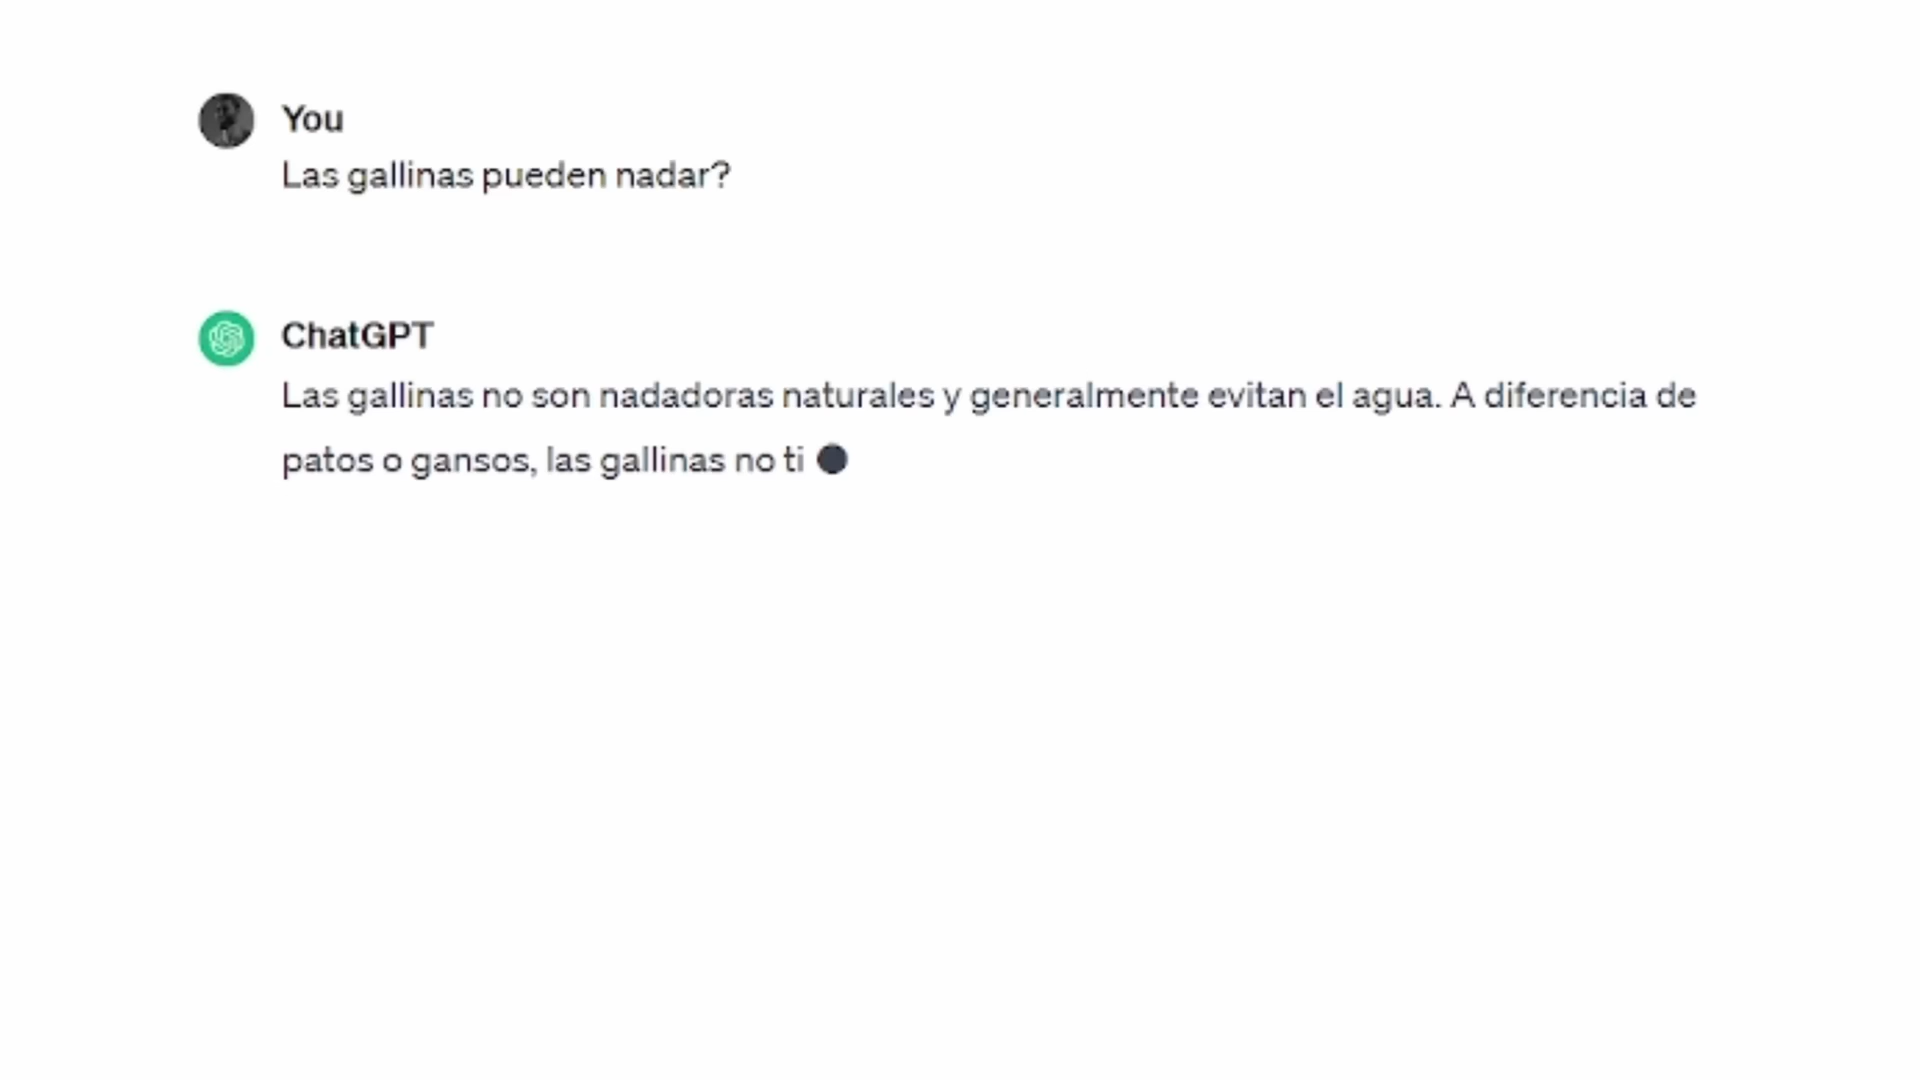 You
Las gallinas pueden nadar?
ChatGPT
Las gallinas no son nadadoras naturales y generalmente evitan el agua. A diferencia de
patos o gansos, las gallinas no ti